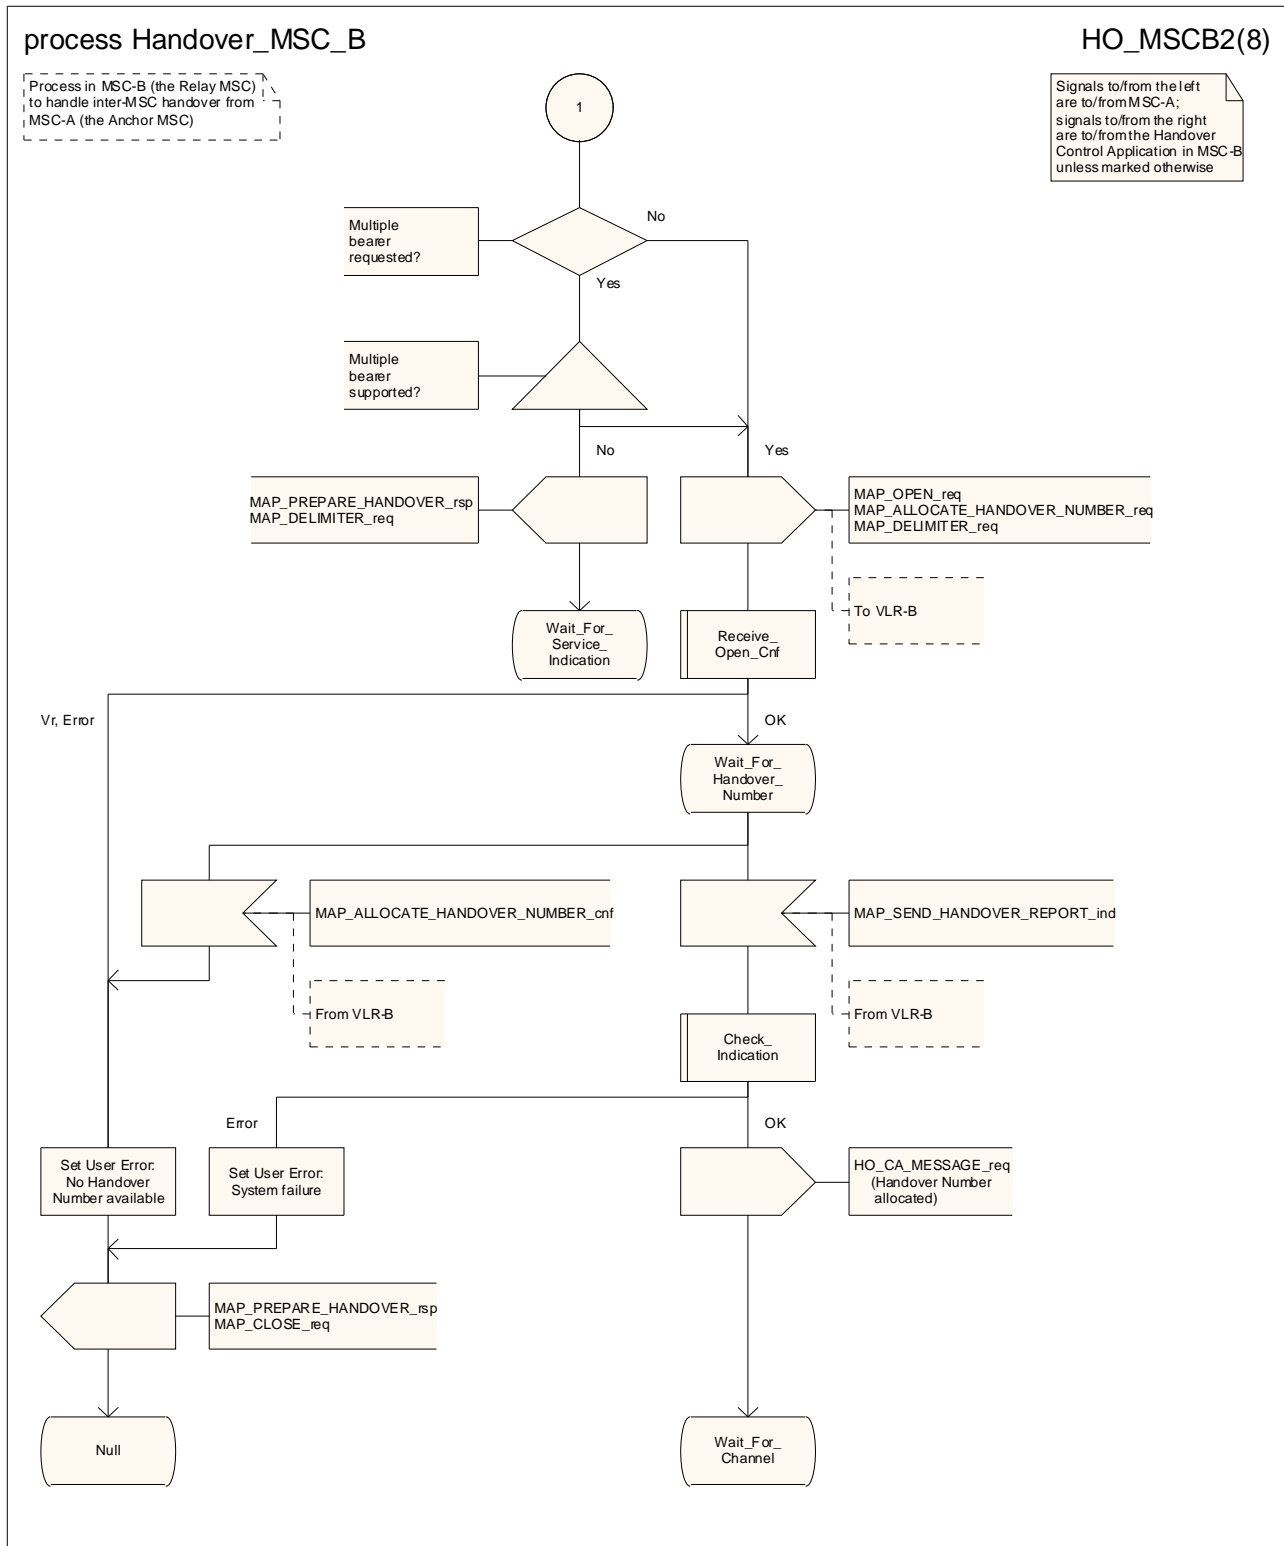 process Handover_MSC_B
HO_MSCB2(8)
Process in MSC-B (the Relay MSC)
to handle inter-MSC handover from
MSC-A (the Anchor MSC)
1
Signals to/from the left
are to/from MSC-A;
signals to/from the right
are to/from the Handover
Control Application in MSC-B
unless marked otherwise
Multiple
bearer
requested?
No
Yes
Multiple
bearer
supported?
No
Yes
MAP_PREPARE_HANDOVER_rsp
MAP_DELIMITER_req
MAP_OPEN_req
MAP_ALLOCATE_HANDOVER_NUMBER_req
MAP_DELIMITER_req
To VLR-B
Wait_For_
Service_
Indication
Receive_
Open_Cnf
Vr, Error
OK
Wait_For_
Handover_
Number
MAP_ALLOCATE_HANDOVER_NUMBER_cnf
MAP_SEND_HANDOVER_REPORT_ind
From VLR-B
From VLR-B
Check_
Indication
Error
OK
Set User Error:
No Handover
Number available
Set User Error:
System failure
HO_CA_MESSAGE_req
(Handover Number
allocated)
MAP_PREPARE_HANDOVER_rsp
MAP_CLOSE_req
Null
Wait_For_
Channel